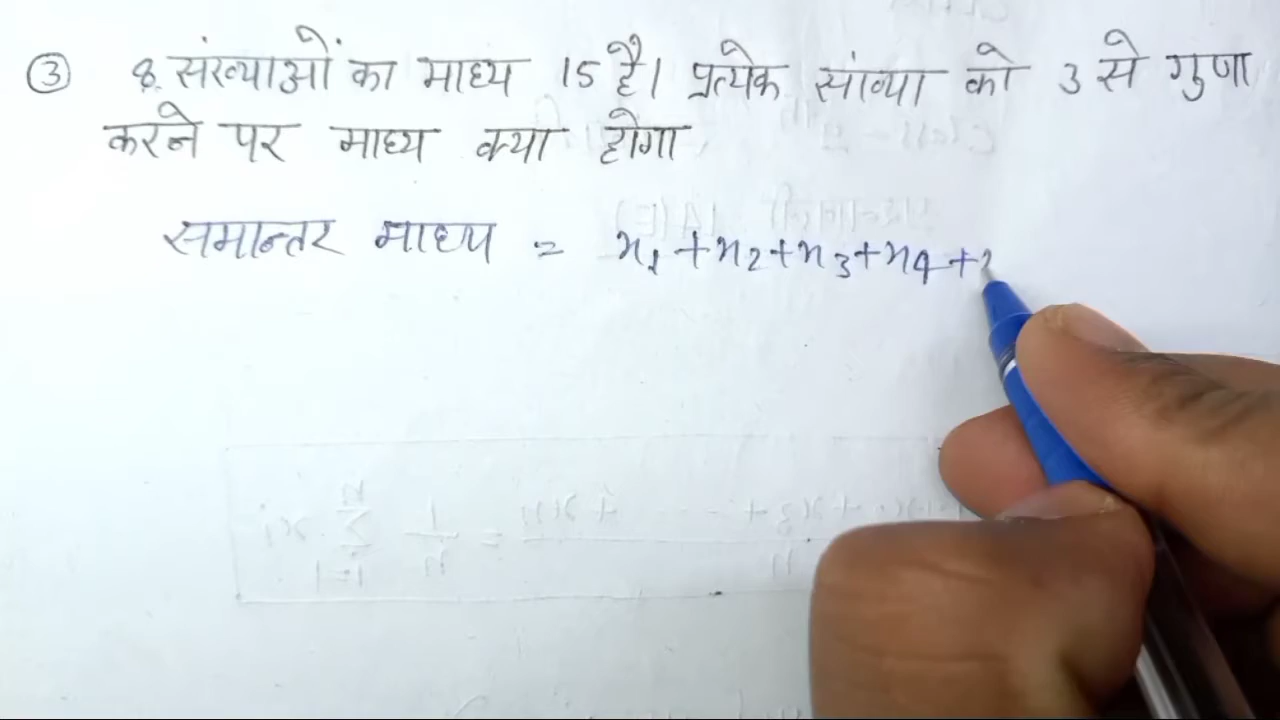 ③ 8. संख्याओं का माध्य 15 है। प्रत्येक सांख्या को 3 से गुणा
करने पर माध्य क्या होगा
समान्तर माध्य = x1 + x2 + x3 + x4 +